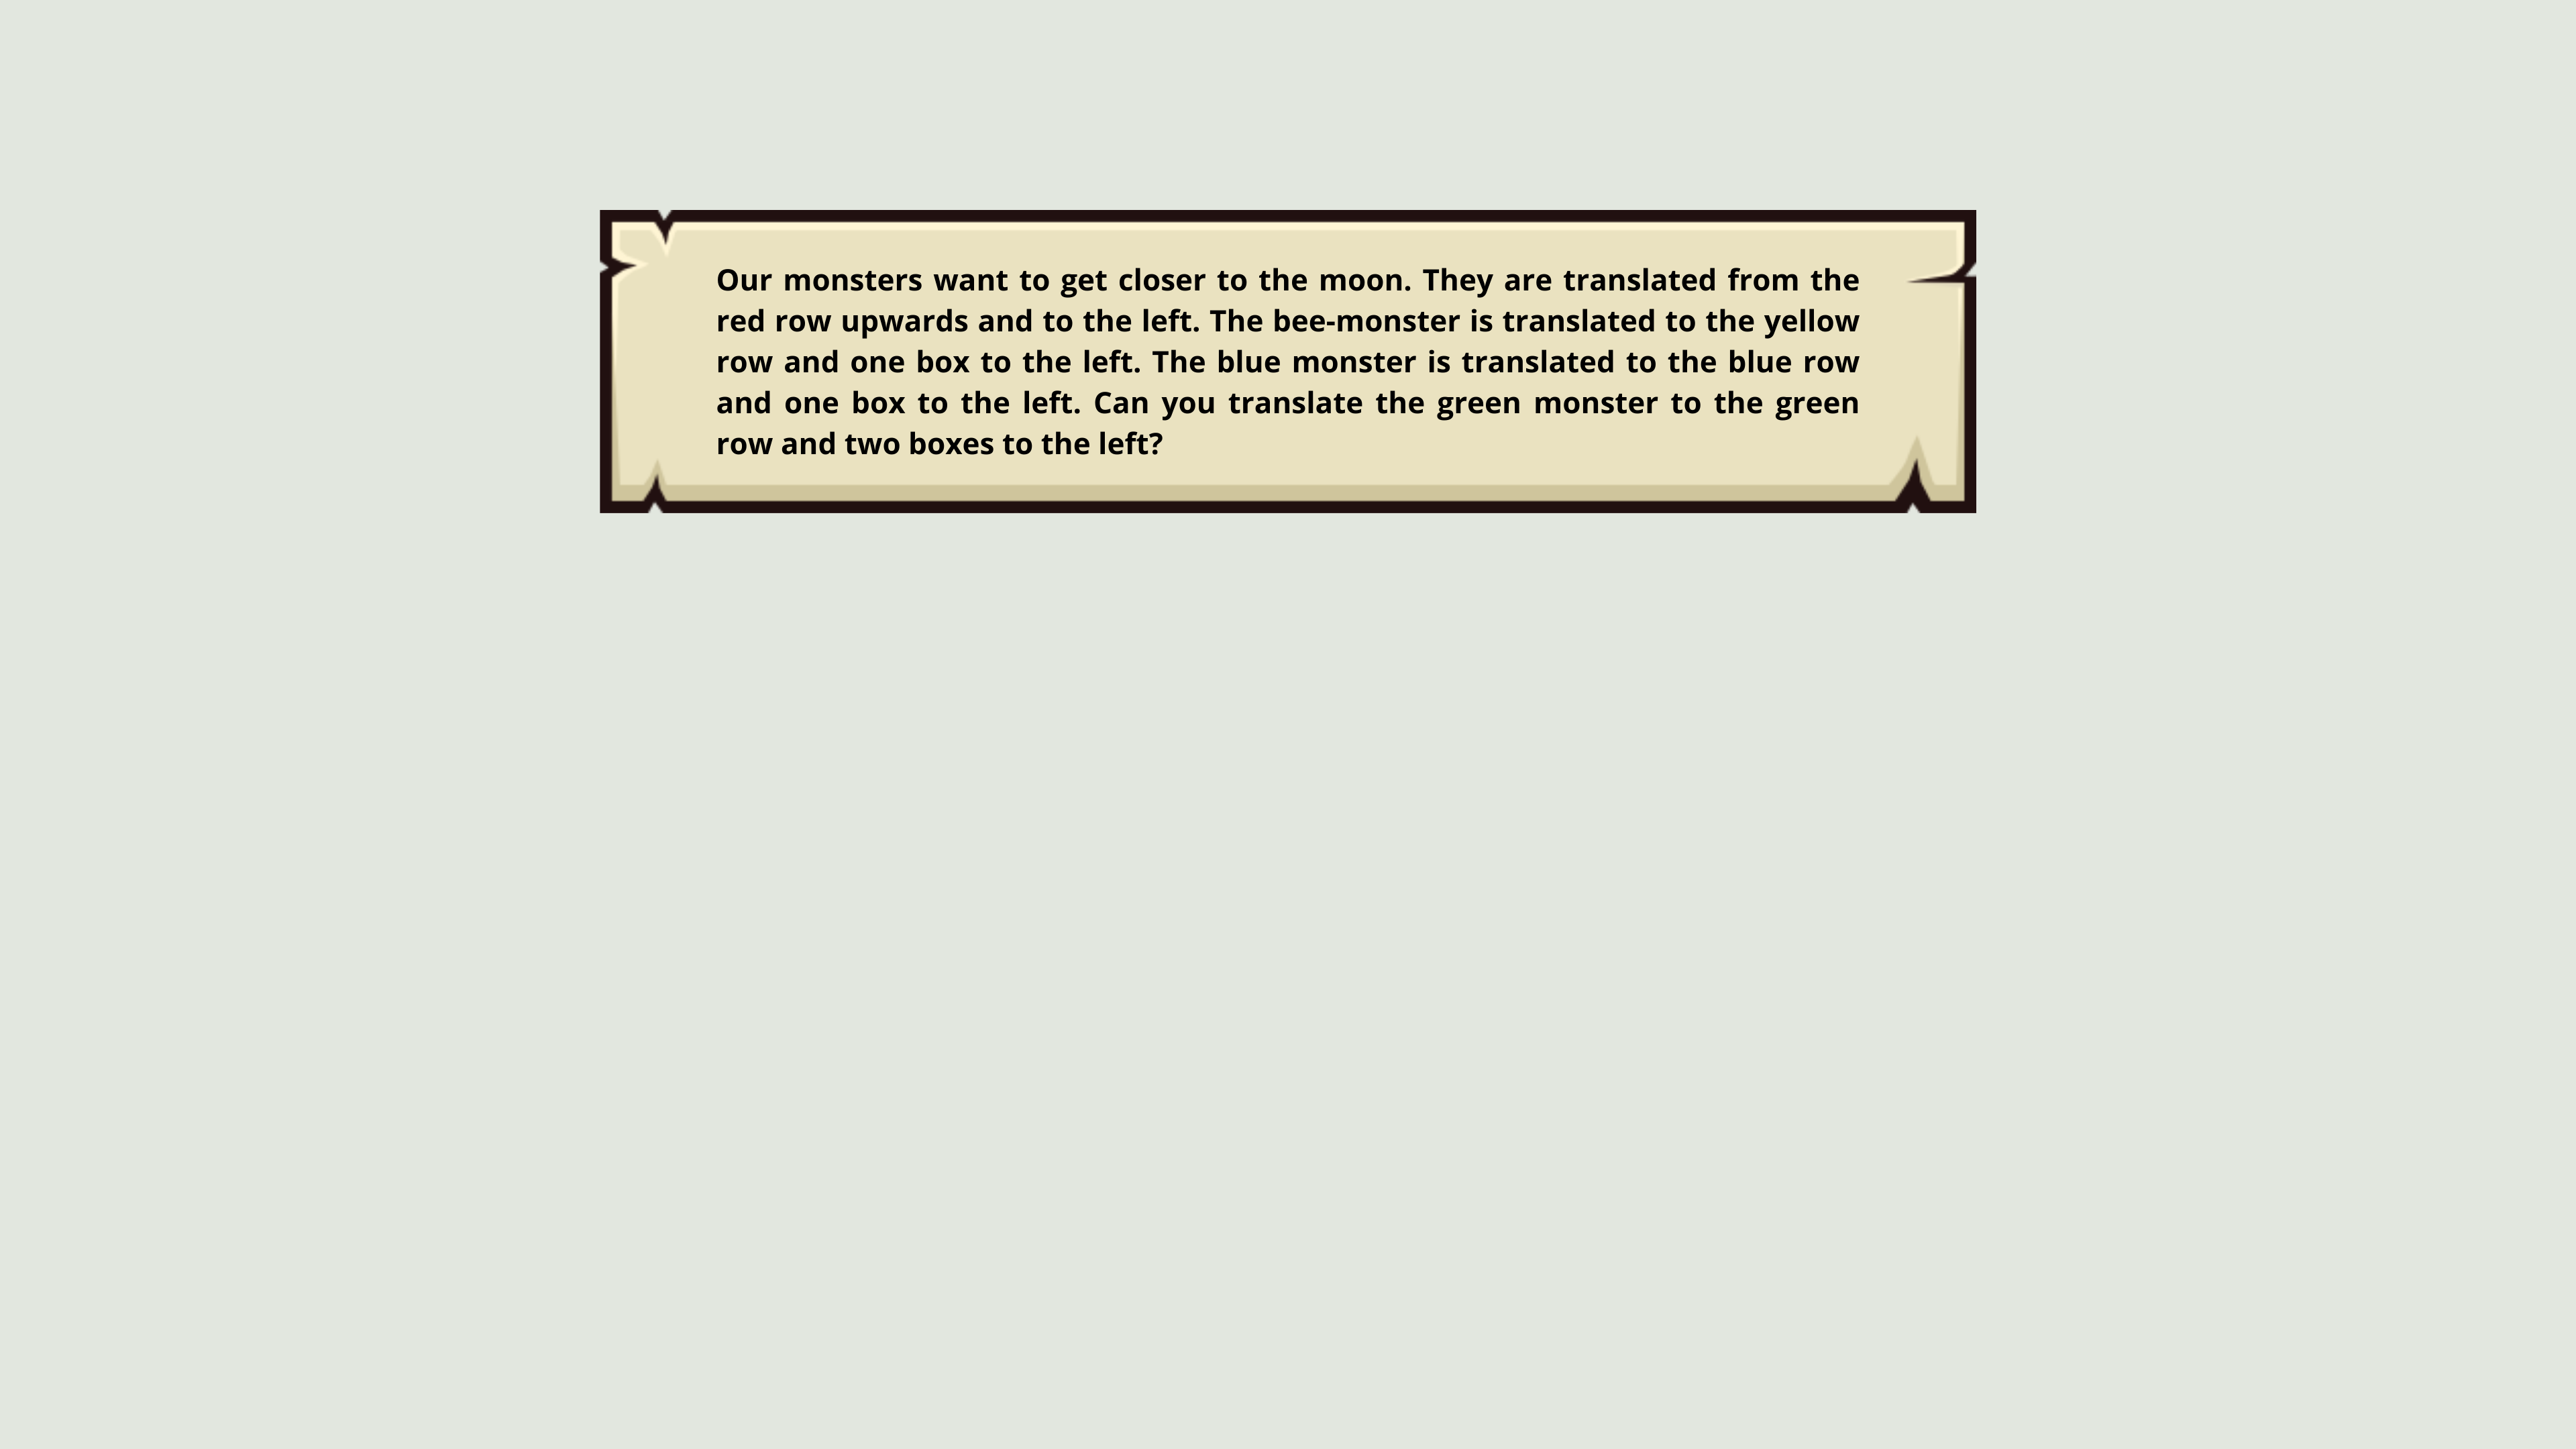 Our monsters want to get closer to the moon. They are translated from the
red row upwards and to the left. The bee-monster is translated to the yellow
row and one box to the left. The blue monster is translated to the blue row
and one box to the left. Can you translate the green monster to the green
row and two boxes to the left?